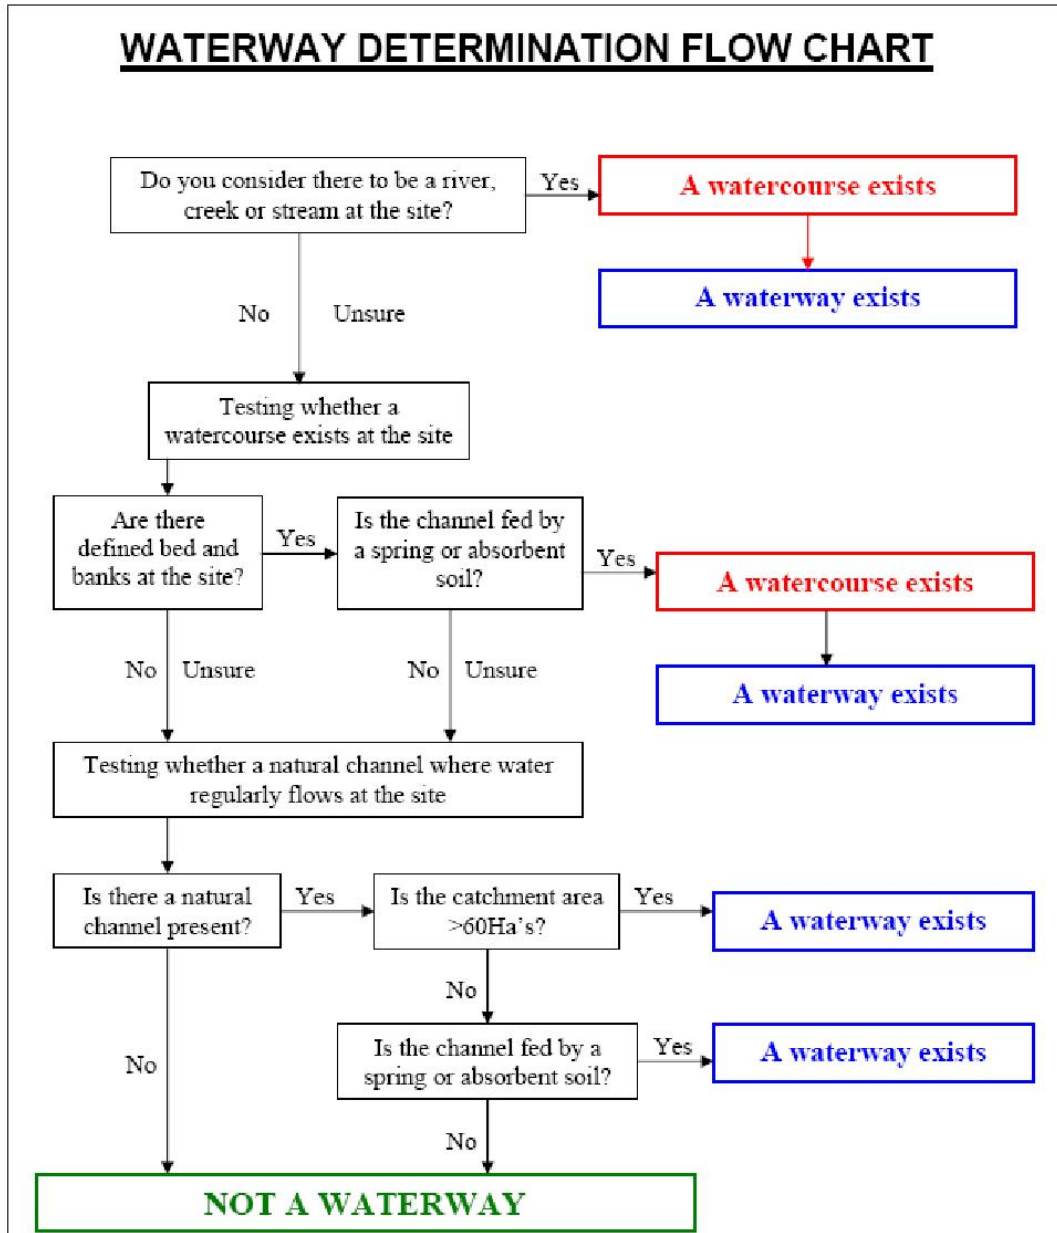 WATERWAY DETERMINATION FLOW CHART
Do you consider there to be a river,
creek or stream at the site?
Yes
A watercourse exists
A waterway exists
No
Unsure
Testing whether a
watercourse exists at the site
Are there
defined bed and
banks at the site?
Yes
Is the channel fed by
a spring or absorbent
soil?
Yes
A watercourse exists
A waterway exists
No
Unsure
No
Unsure
Testing whether a natural channel where water
regularly flows at the site
Is there a natural
channel present?
Yes
Is the catchment area
>60Ha's?
Yes
A waterway exists
No
Is the channel fed by a
spring or absorbent soil?
Yes
A waterway exists
No
No
NOT A WATERWAY